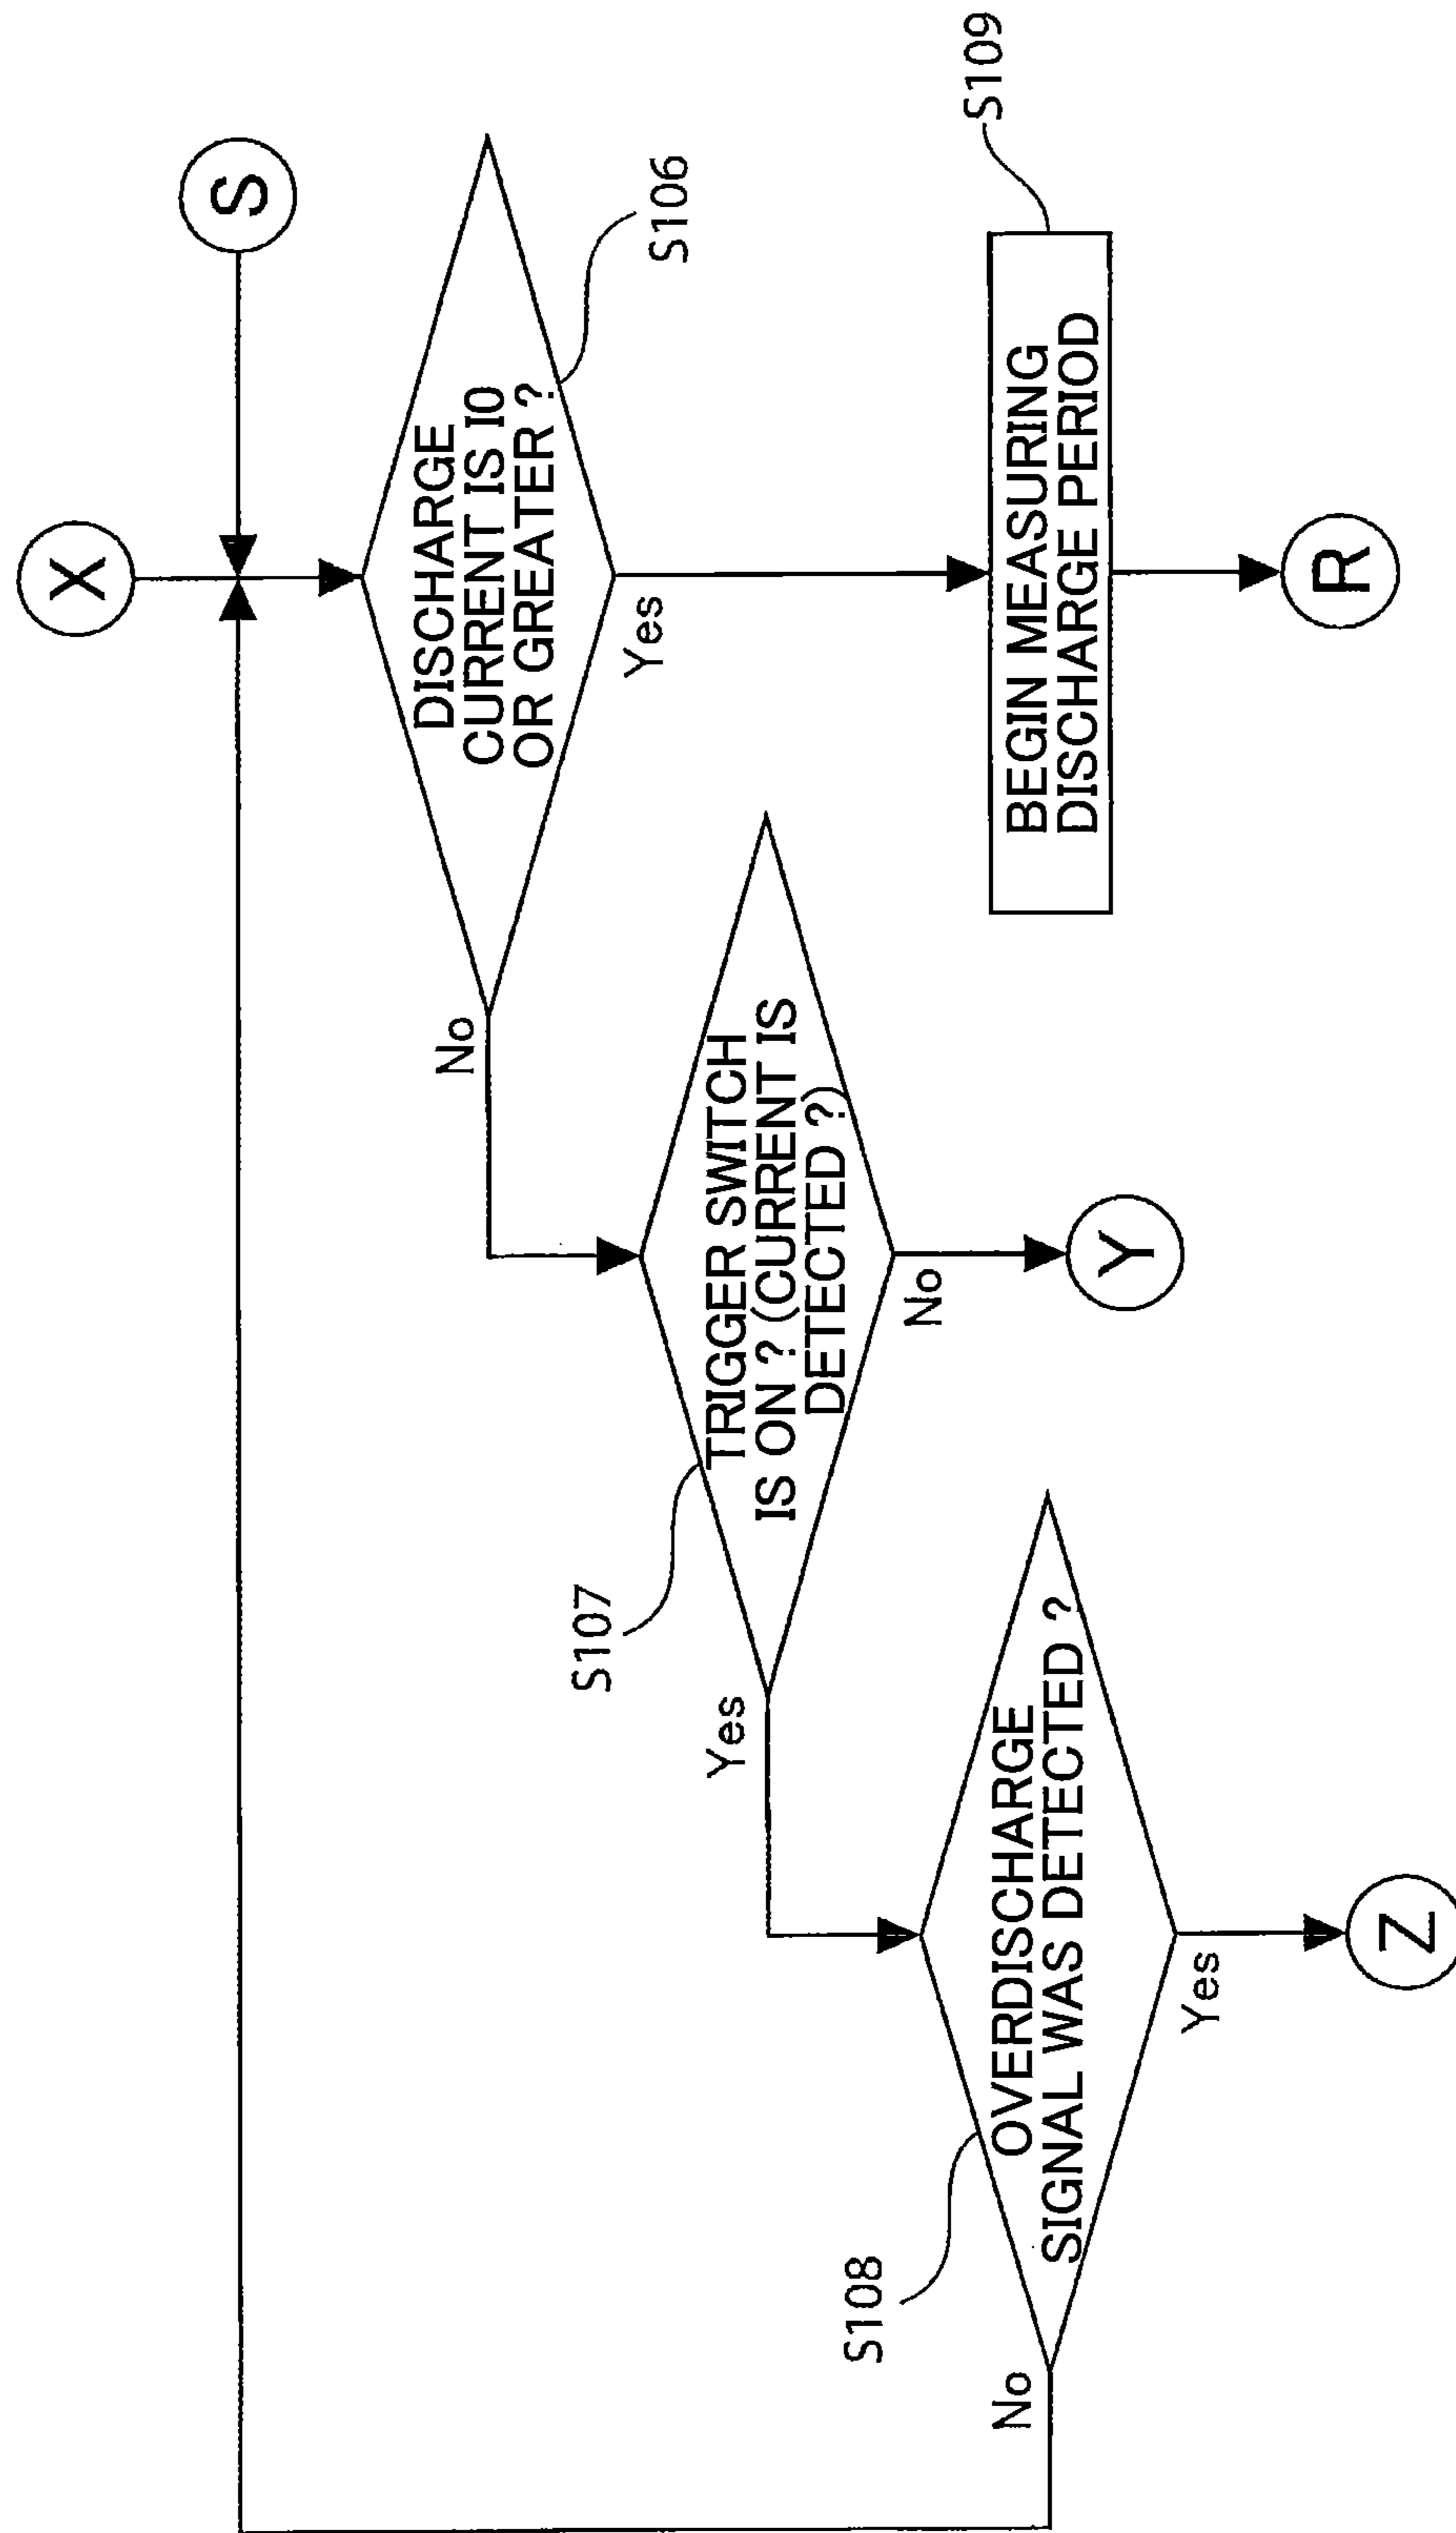 X
S
DISCHARGE
CURRENT IS I0
OR GREATER ?
S106
No
Yes
TRIGGER SWITCH
IS ON ? (CURRENT IS
DETECTED ?)
S107
Yes
No
Y
OVERDISCHARGE
SIGNAL WAS DETECTED ?
S108
No
Yes
Z
BEGIN MEASURING
DISCHARGE PERIOD
S109
R